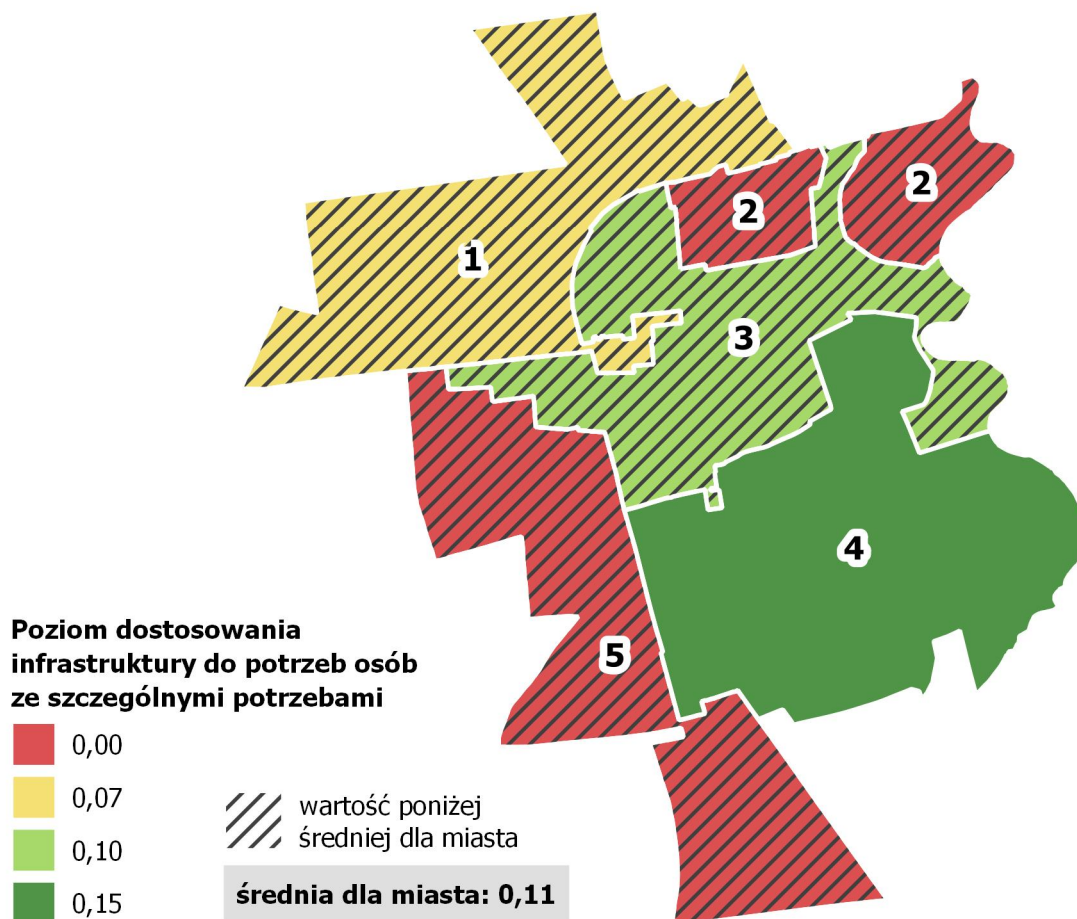 2
2
1
3
4
5
Poziom dostosowania
infrastruktury do potrzeb osób
ze szczególnymi potrzebami
0,00
0,07
0,10
0,15
wartość poniżej
średniej dla miasta
średnia dla miasta: 0,11